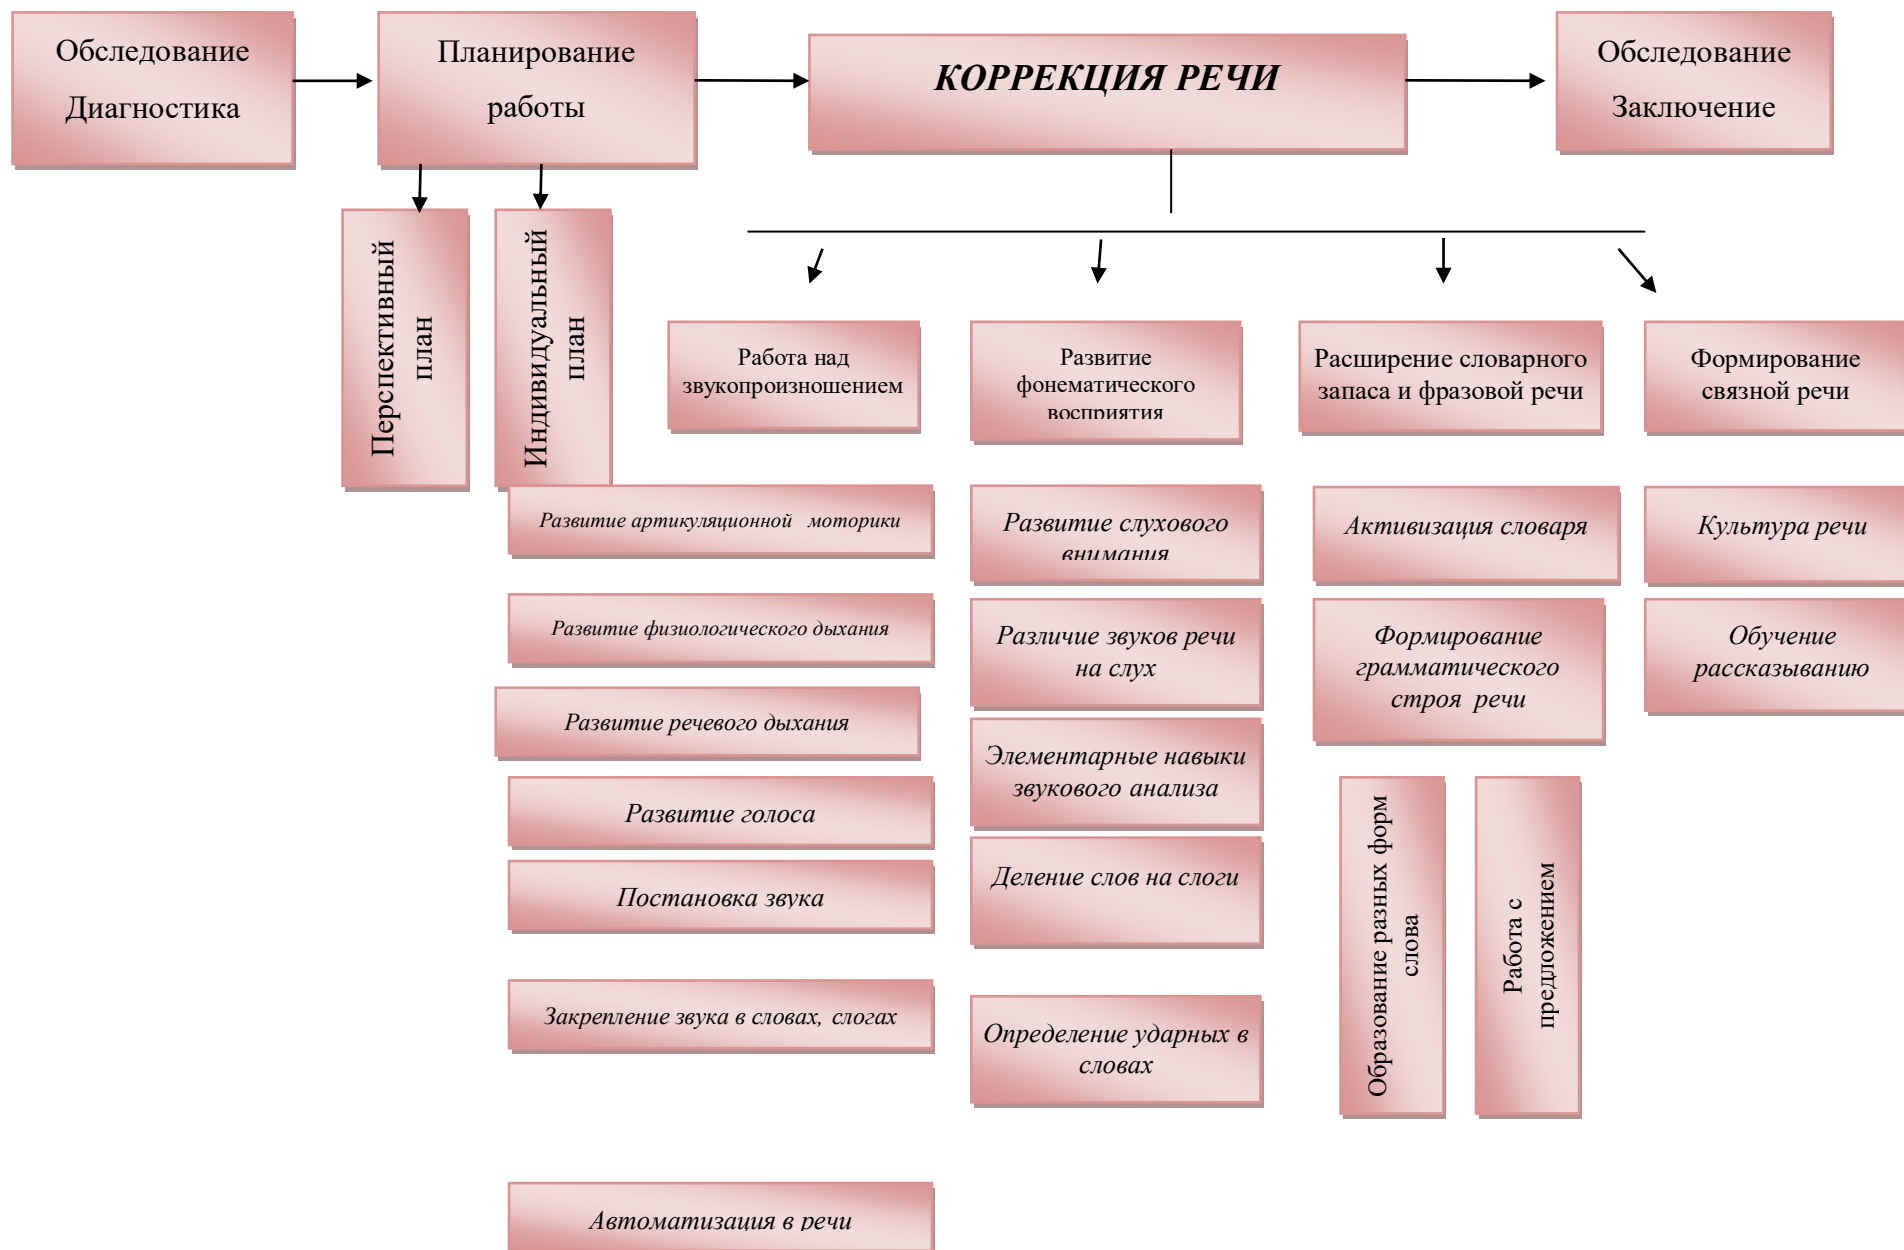 Обследование
Диагностика
Планирование
работы
КОРРЕКЦИЯ РЕЧИ
Обследование
Заключение
Перспективный
план
Индивидуальный
план
Работа над
звукопроизношением
Развитие
фонематического
восприятия
Расширение словарного
запаса и фразовой речи
Формирование
связной речи
Развитие артикуляционной моторики
Развитие физиологического дыхания
Развитие речевого дыхания
Развитие голоса
Постановка звука
Закрепление звука в словах, слогах
Автоматизация в речи
Развитие слухового
внимания
Различие звуков речи
на слух
Элементарные навыки
звукового анализа
Деление слов на слоги
Определение ударных в
словах
Активизация словаря
Формирование
грамматического
строя речи
Образование разных форм
слова
Работа с
предложением
Культура речи
Обучение
рассказыванию